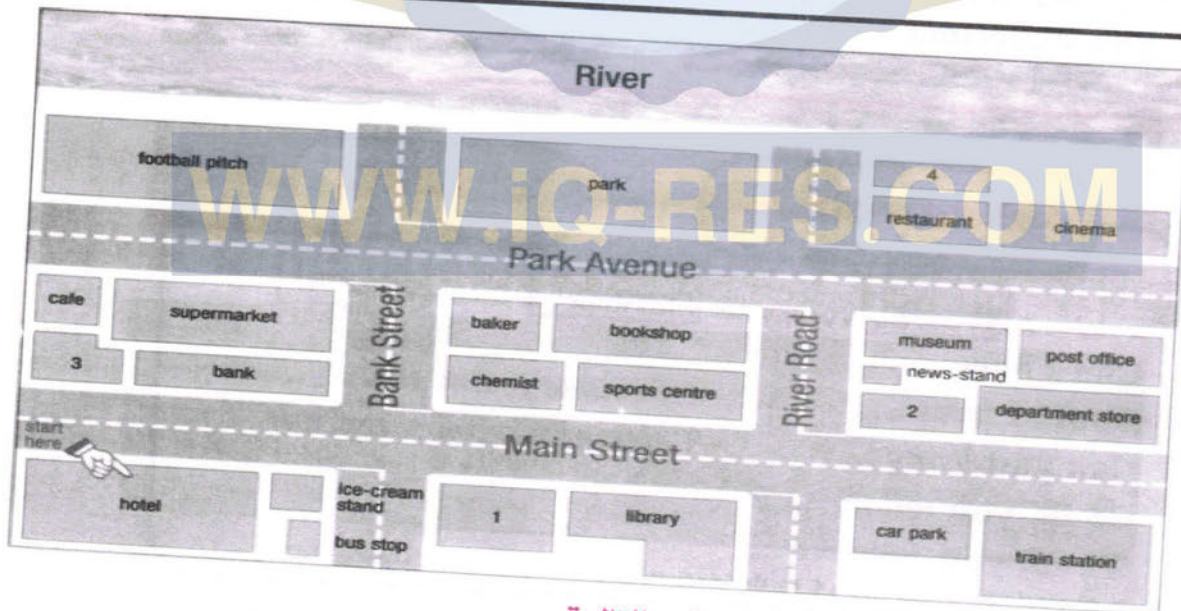 River
football pitch
park
4
restaurant
cinema
WWW.iQ-RES.COM
Park Avenue
cafe
supermarket
Bank Street
baker
bookshop
River Road
museum
post office
3
bank
chemist
sports centre
news-stand
2
department store
start
here
Main Street
hotel
ice-cream
stand
bus stop
1
library
car park
train station